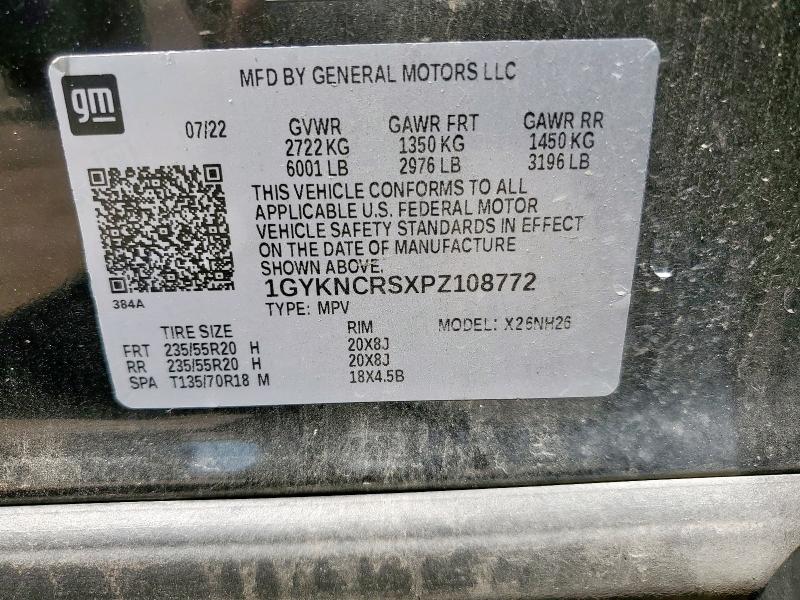 gm
MFD BY GENERAL MOTORS LLC
07/22 GVWR GAWR FRT GAWR RR
2722 KG 1350 KG 1450 KG
6001 LB 2976 LB 3196 LB
THIS VEHICLE CONFORMS TO ALL
APPLICABLE U.S. FEDERAL MOTOR
VEHICLE SAFETY STANDARDS IN EFFECT
ON THE DATE OF MANUFACTURE
SHOWN ABOVE.
1GYKNCRSXPZ108772
384A
TYPE: MPV
TIRE SIZE RIM MODEL: X26NH26
FRT 235/55R20 H 20X8J
RR 235/55R20 H 20X8J
SPA T135/70R18 M 18X4.5B